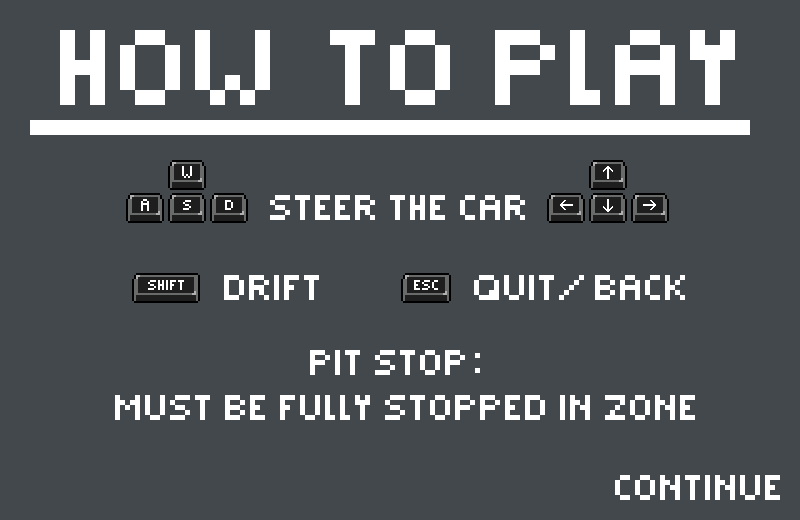 HOW TO PLAY
W ↑
A S D STEER THE CAR ← ↓ →
SHIFT DRIFT ESC QUIT/ BACK
PIT STOP:
MUST BE FULLY STOPPED IN ZONE
CONTINUE